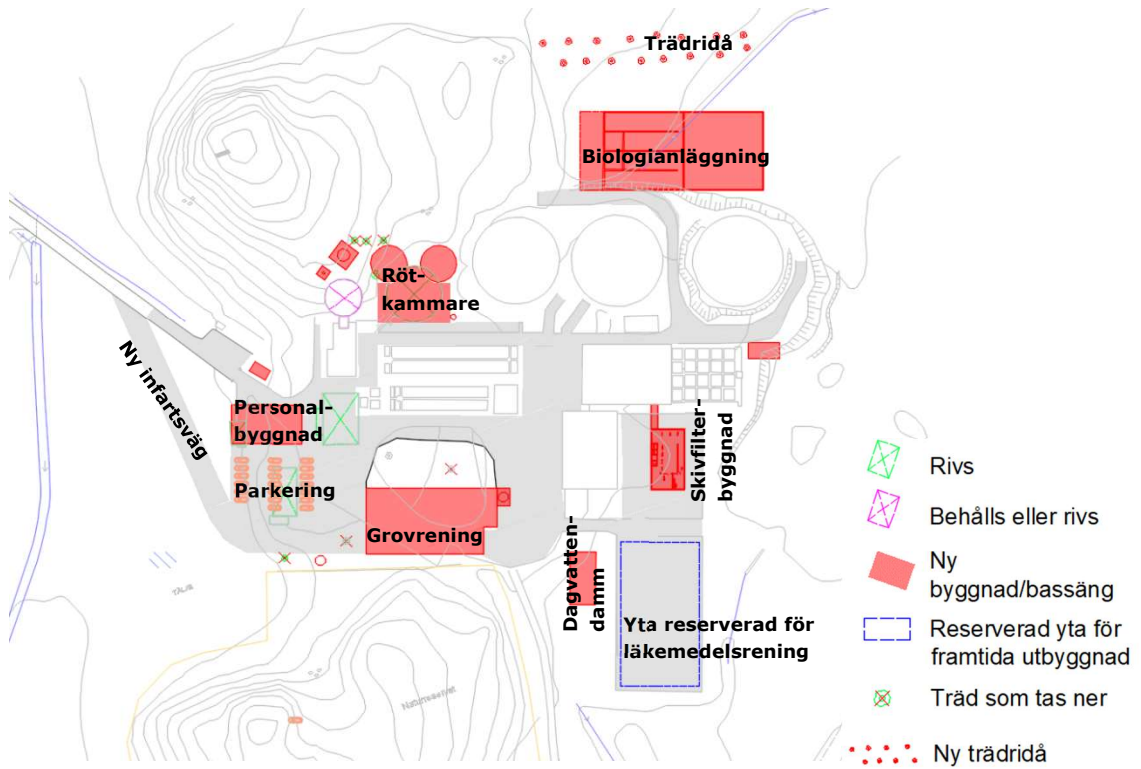 Trädridå
Biologianläggning
Röt-
kammare
Ny infartsväg
Personal-
byggnad
Parkering
Grovrening
Skivfilter-
byggnad
Dagvatten-
damm
Yta reserverad för
läkemedelsrening
Naturreservat
Rivs
Behålls eller rivs
Ny
byggnad/bassäng
Reserverad yta för
framtida utbyggnad
Träd som tas ner
Ny trädridå